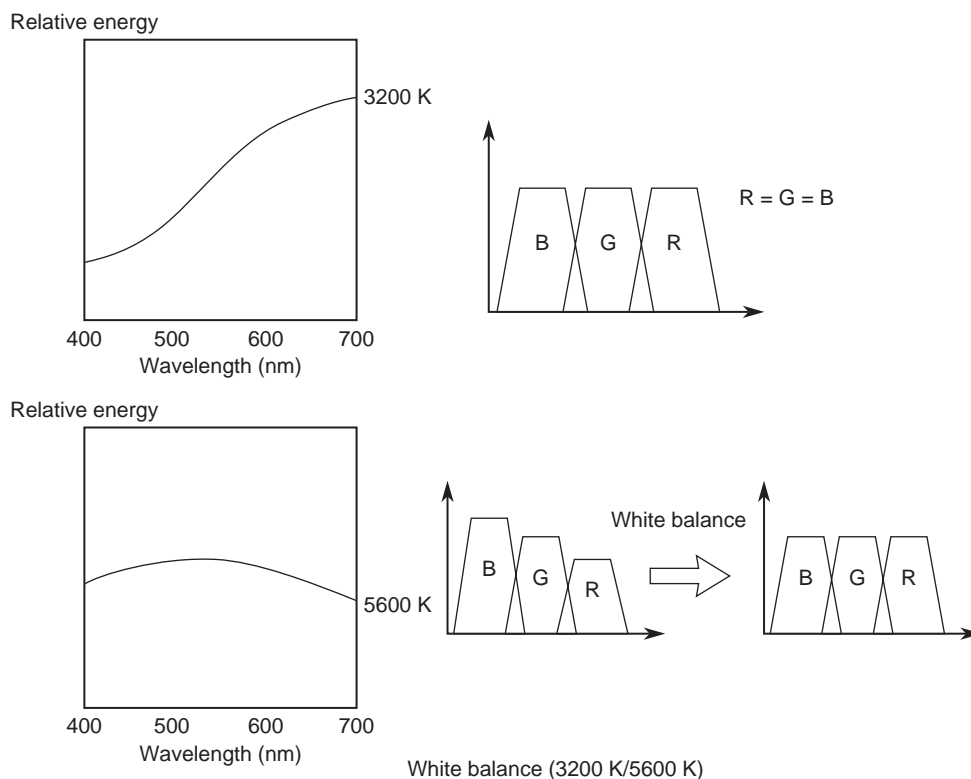 Relative energy
3200 K
B G R
R = G = B
400 500 600 700
Wavelength (nm)
Relative energy
5600 K
B G R
White balance
B G R
400 500 600 700
Wavelength (nm)
White balance (3200 K/5600 K)